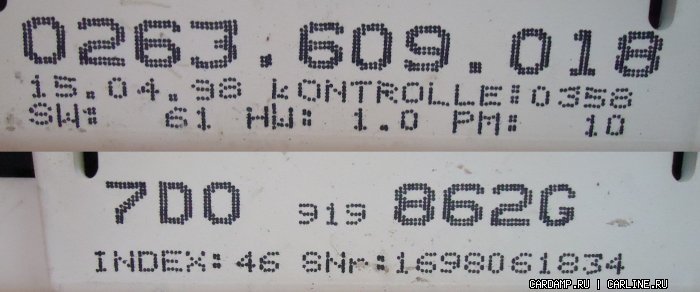 0263.609.018
15.04.98 KONTROLLE:0358
SW: 61 HW: 1.0 PM: 10
7D0 919 862G
INDEX:46 SNr:1698061834
CARDAMP.RU | CARLINE.RU